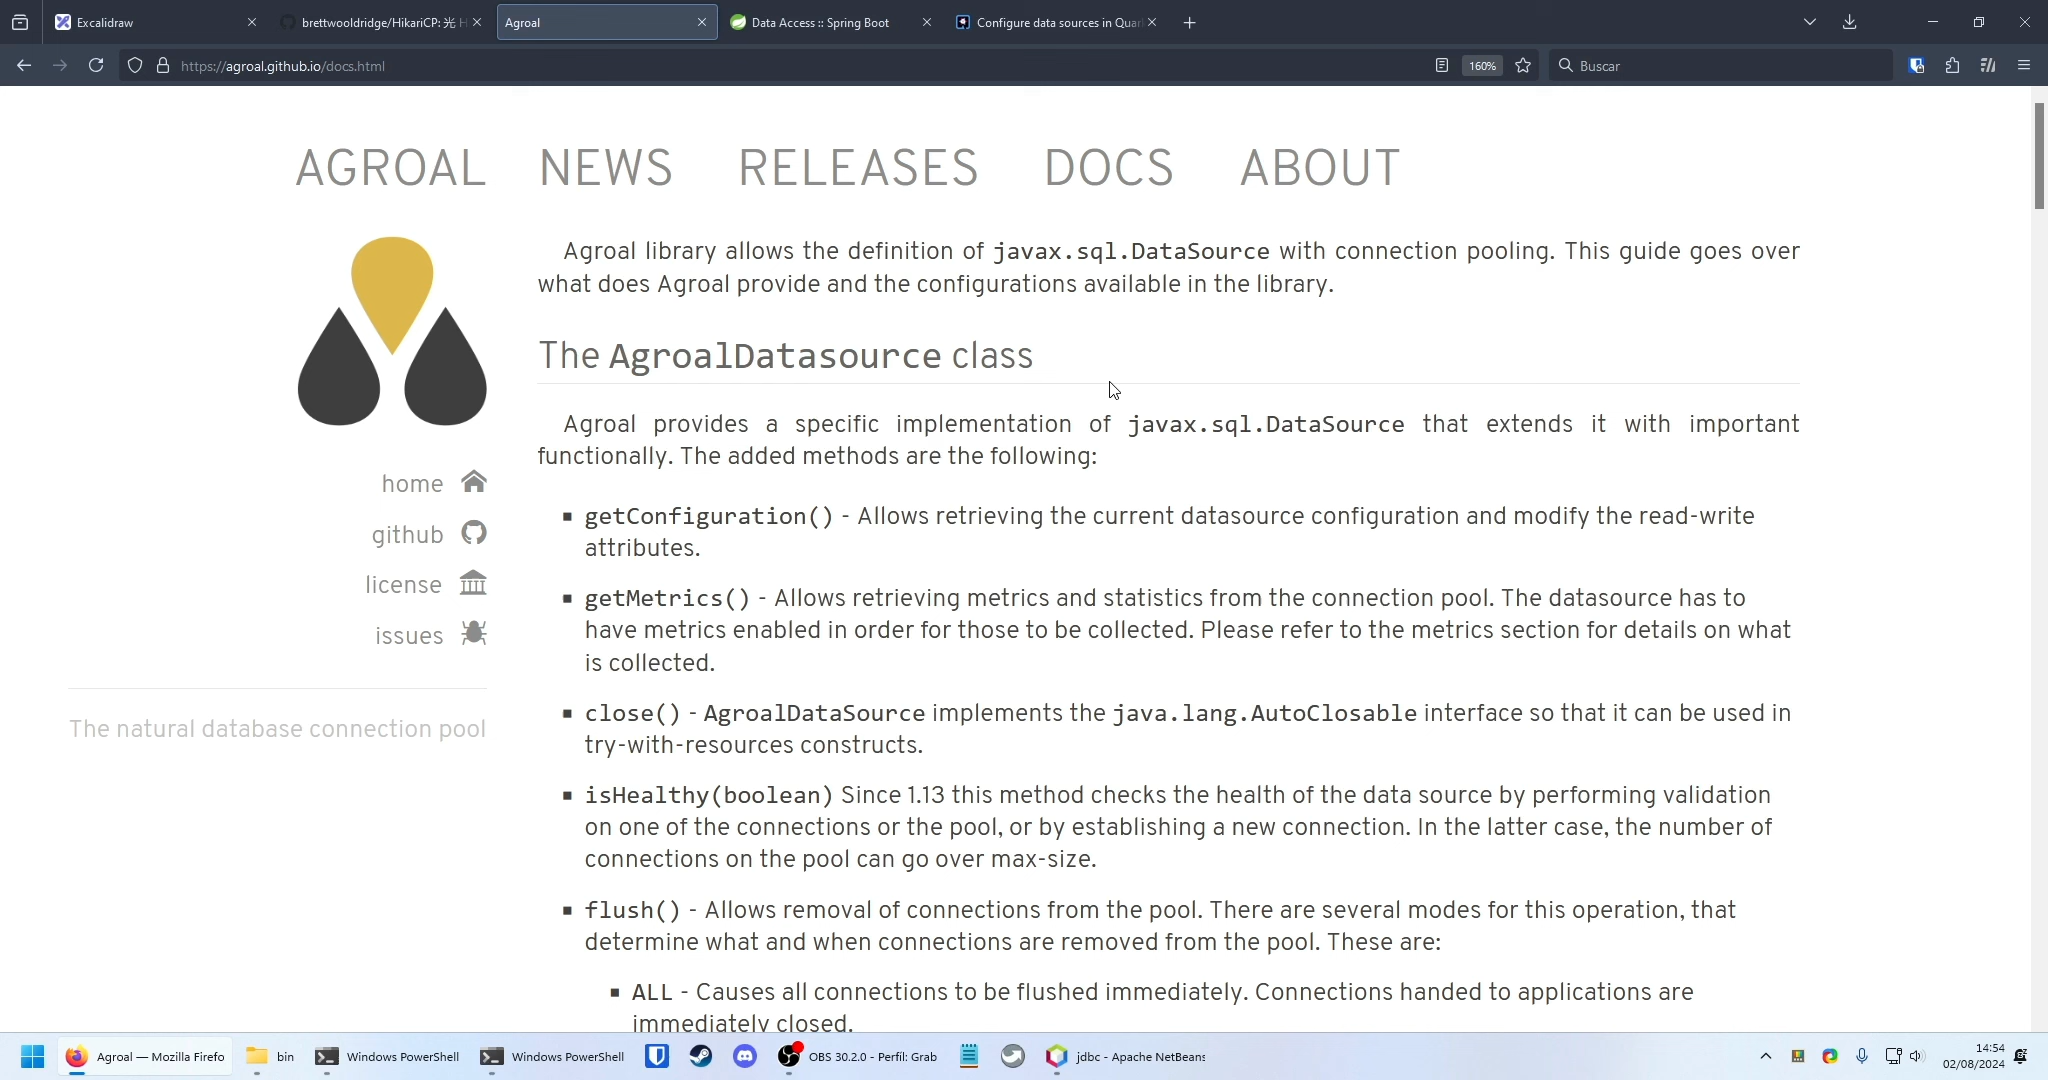 Excalidraw
brettwooldridge/HikariCP: 光 H
Agroal
Data Access :: Spring Boot
Configure data sources in Quar
https://agroal.github.io/docs.html
160%
Buscar
AGROAL NEWS RELEASES DOCS ABOUT
Agroal library allows the definition of javax.sql.DataSource with connection pooling. This guide goes over
what does Agroal provide and the configurations available in the library.
The AgroalDatasource class
Agroal provides a specific implementation of javax.sql.DataSource that extends it with important
functionally. The added methods are the following:
home
github
license
issues
The natural database connection pool
▪ getConfiguration() - Allows retrieving the current datasource configuration and modify the read-write
attributes.
▪ getMetrics() - Allows retrieving metrics and statistics from the connection pool. The datasource has to
have metrics enabled in order for those to be collected. Please refer to the metrics section for details on what
is collected.
▪ close() - AgroalDataSource implements the java.lang.AutoClosable interface so that it can be used in
try-with-resources constructs.
▪ isHealthy(boolean) Since 1.13 this method checks the health of the data source by performing validation
on one of the connections or the pool, or by establishing a new connection. In the latter case, the number of
connections on the pool can go over max-size.
▪ flush() - Allows removal of connections from the pool. There are several modes for this operation, that
determine what and when connections are removed from the pool. These are:
▪ ALL - Causes all connections to be flushed immediately. Connections handed to applications are
immediately closed.
Agroal — Mozilla Firefo
bin
Windows PowerShell
Windows PowerShell
OBS 30.2.0 - Perfil: Grab
jdbc - Apache NetBeans
14:54
02/08/2024